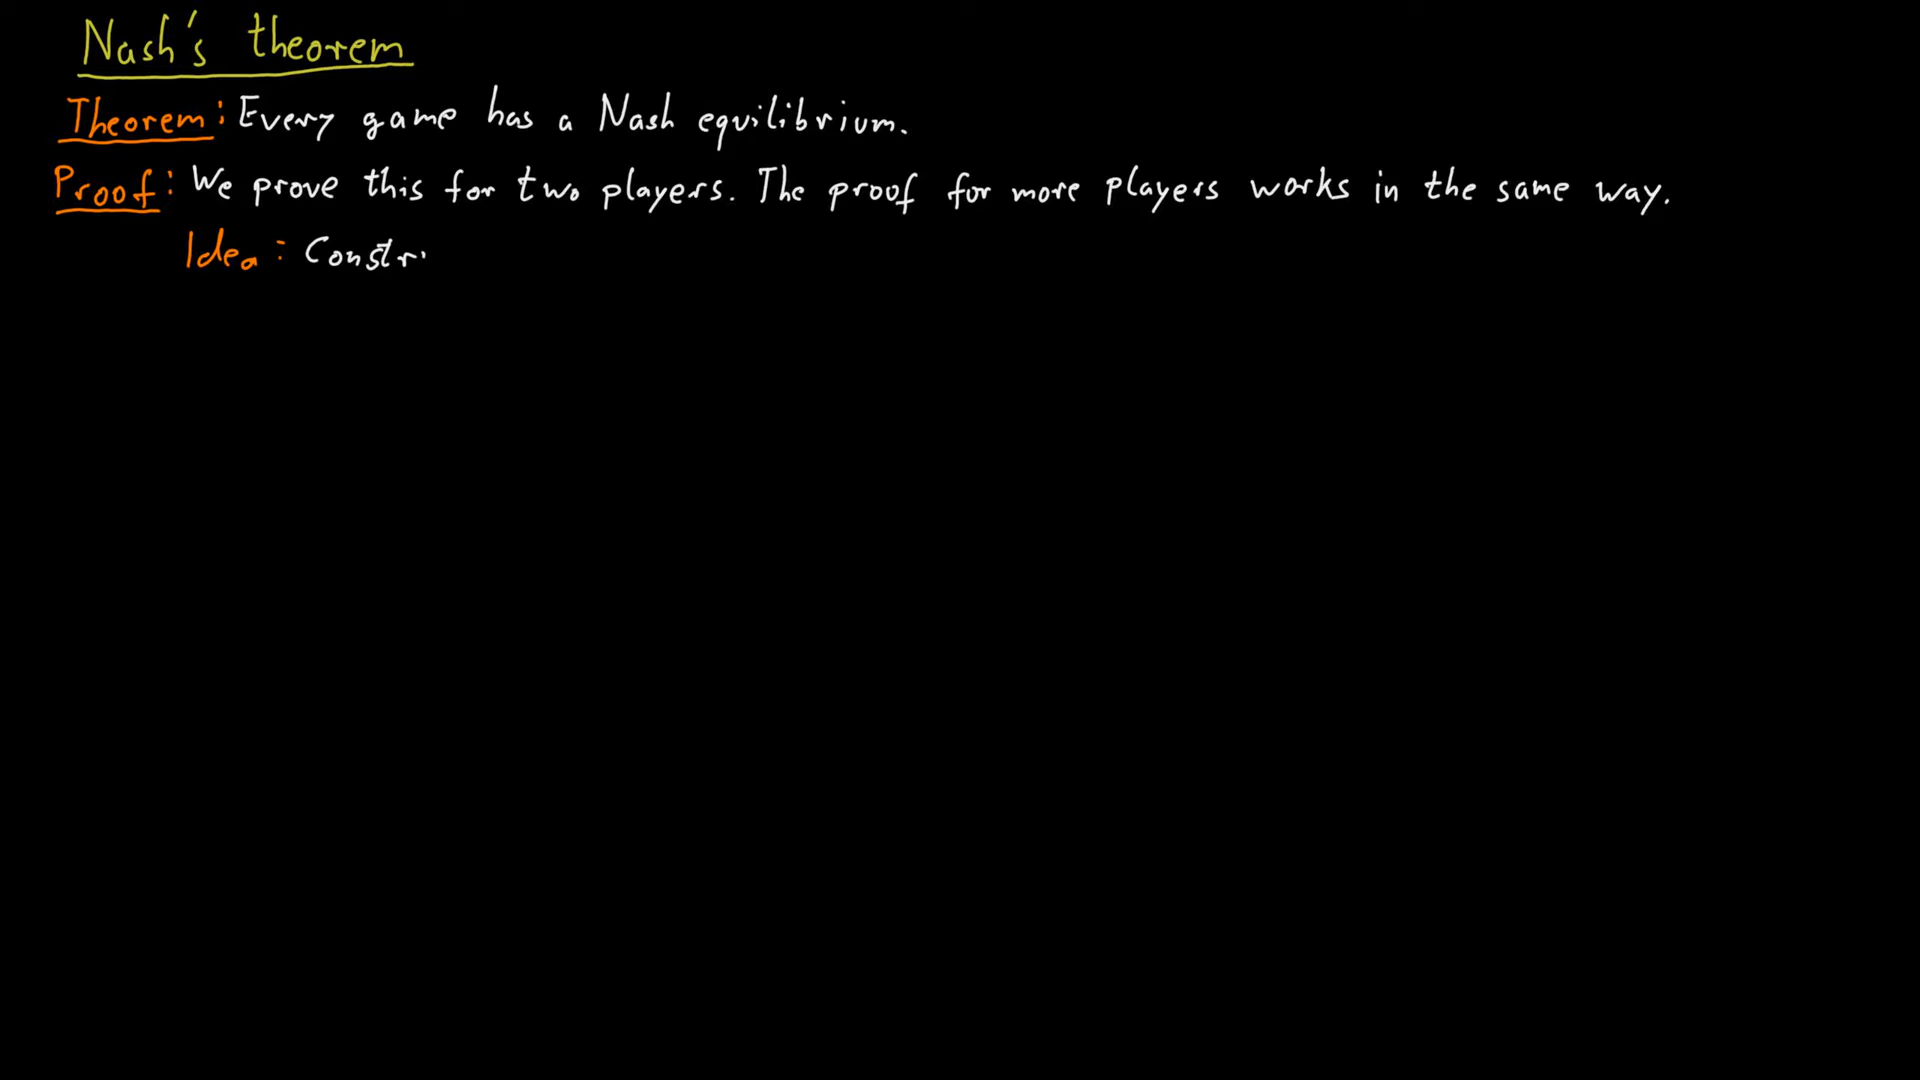 Nash's theorem
Theorem: Every game has a Nash equilibrium.
Proof: We prove this for two players. The proof for more players works in the same way.
Idea: Constr